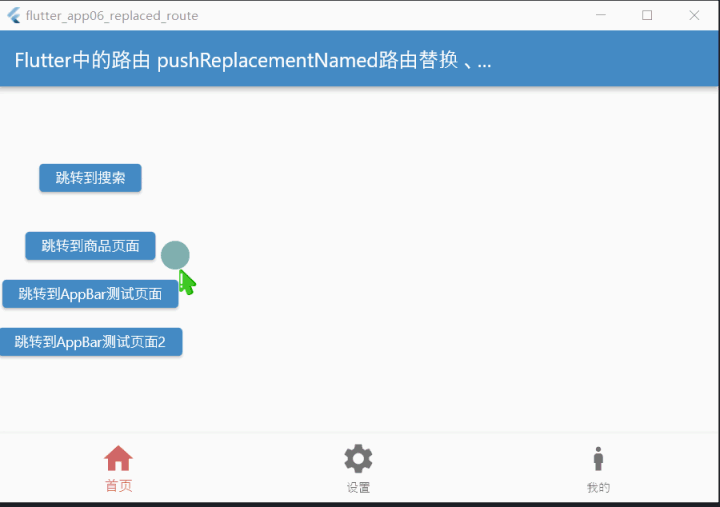 flutter_app06_replaced_route
Flutter中的路由 pushReplacementNamed路由替换、...
跳转到搜索
跳转到商品页面
跳转到AppBar测试页面
跳转到AppBar测试页面2
首页
设置
我的